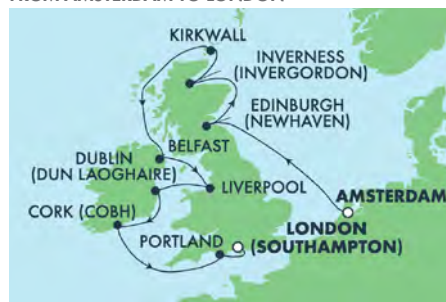 FROM AMSTERDAM TO LONDON
KIRKWALL
INVERNESS
(INVERGORDON)
EDINBURGH
(NEWHAVEN)
BELFAST
DUBLIN
(DUN LAOGHAIRE)
LIVERPOOL
AMSTERDAM
CORK (COBH)
LONDON
(SOUTHAMPTON)
PORTLAND